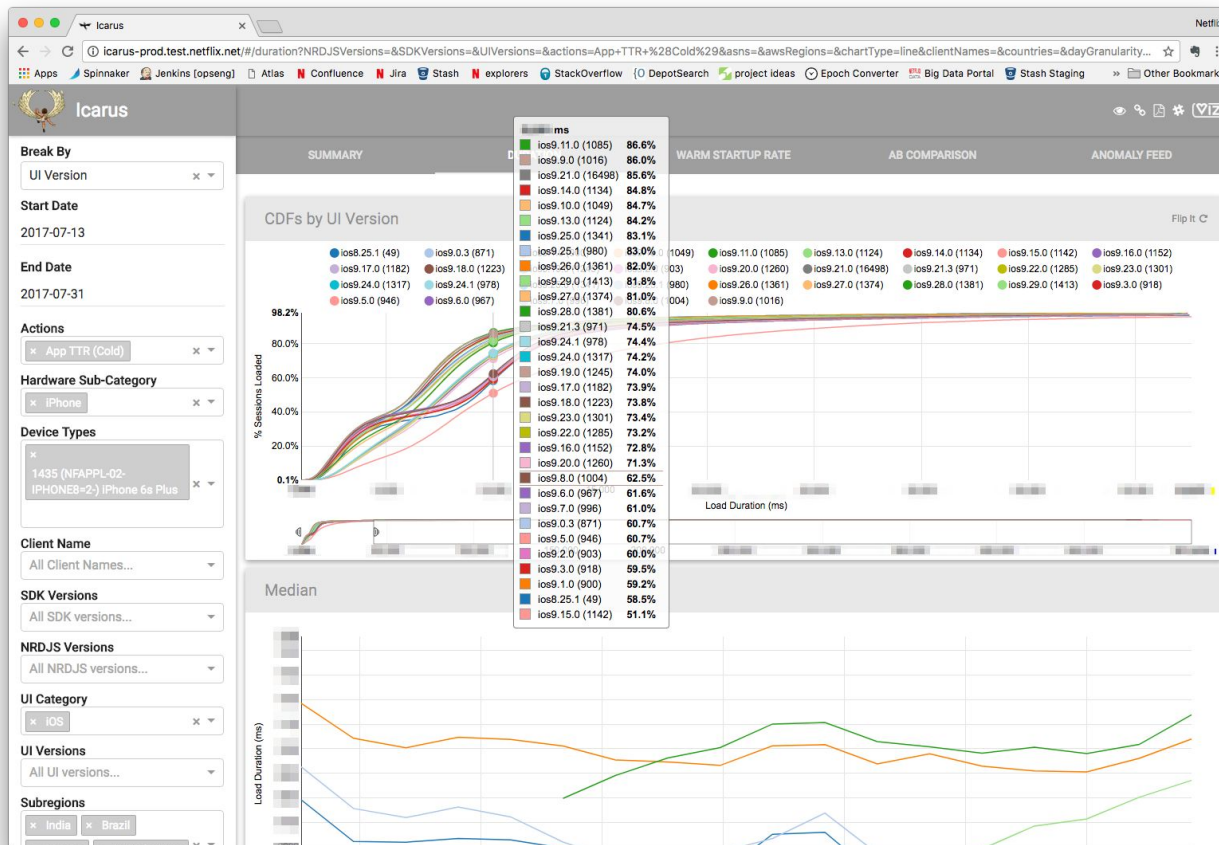 Icarus
Netflix
icarus-prod.test.netflix.net/#/duration?NRDJSVersions=&SDKVersions=&UIVersions=&actions=App+TTR+%28Cold%29&asns=&awsRegions=&chartType=line&clientNames=&countries=&dayGranularity...
Apps Spinnaker Jenkins [opseng] Atlas Confluence Jira Stash explorers StackOverflow DepotSearch project ideas Epoch Converter Big Data Portal Stash Staging » Other Bookmark
Icarus
SUMMARY WARM STARTUP RATE AB COMPARISON ANOMALY FEED
Break By
UI Version
Start Date
2017-07-13
End Date
2017-07-31
Actions
× App TTR (Cold)
Hardware Sub-Category
× iPhone
Device Types
×
1435 (NFAPPL-02-
IPHONE8=2-) iPhone 6s Plus
Client Name
All Client Names...
SDK Versions
All SDK versions...
NRDJS Versions
All NRDJS versions...
UI Category
× iOS
UI Versions
All UI versions...
Subregions
× India × Brazil
CDFs by UI Version
Flip It
ios8.25.1 (49) ios9.0.3 (871) 1049) ios9.11.0 (1085) ios9.13.0 (1124) ios9.14.0 (1134) ios9.15.0 (1142) ios9.16.0 (1152)
ios9.17.0 (1182) ios9.18.0 (1223) 903) ios9.20.0 (1260) ios9.21.0 (16498) ios9.21.3 (971) ios9.22.0 (1285) ios9.23.0 (1301)
ios9.24.0 (1317) ios9.24.1 (978) 980) ios9.26.0 (1361) ios9.27.0 (1374) ios9.28.0 (1381) ios9.29.0 (1413) ios9.3.0 (918)
ios9.5.0 (946) ios9.6.0 (967) 1004) ios9.9.0 (1016)
98.2%
80.0%
60.0%
40.0%
20.0%
0.1%
% Sessions Loaded
Load Duration (ms)
ms
ios9.11.0 (1085) 86.6%
ios9.9.0 (1016) 86.0%
ios9.21.0 (16498) 85.6%
ios9.14.0 (1134) 84.8%
ios9.10.0 (1049) 84.7%
ios9.13.0 (1124) 84.2%
ios9.25.0 (1341) 83.1%
ios9.25.1 (980) 83.0%
ios9.26.0 (1361) 82.0%
ios9.29.0 (1413) 81.8%
ios9.27.0 (1374) 81.0%
ios9.28.0 (1381) 80.6%
ios9.21.3 (971) 74.5%
ios9.24.1 (978) 74.4%
ios9.24.0 (1317) 74.2%
ios9.19.0 (1245) 74.0%
ios9.17.0 (1182) 73.9%
ios9.18.0 (1223) 73.8%
ios9.23.0 (1301) 73.4%
ios9.22.0 (1285) 73.2%
ios9.16.0 (1152) 72.8%
ios9.20.0 (1260) 71.3%
ios9.8.0 (1004) 62.5%
ios9.6.0 (967) 61.6%
ios9.7.0 (996) 61.0%
ios9.0.3 (871) 60.7%
ios9.5.0 (946) 60.7%
ios9.2.0 (903) 60.0%
ios9.3.0 (918) 59.5%
ios9.1.0 (900) 59.2%
ios8.25.1 (49) 58.5%
ios9.15.0 (1142) 51.1%
Median
Load Duration (ms)